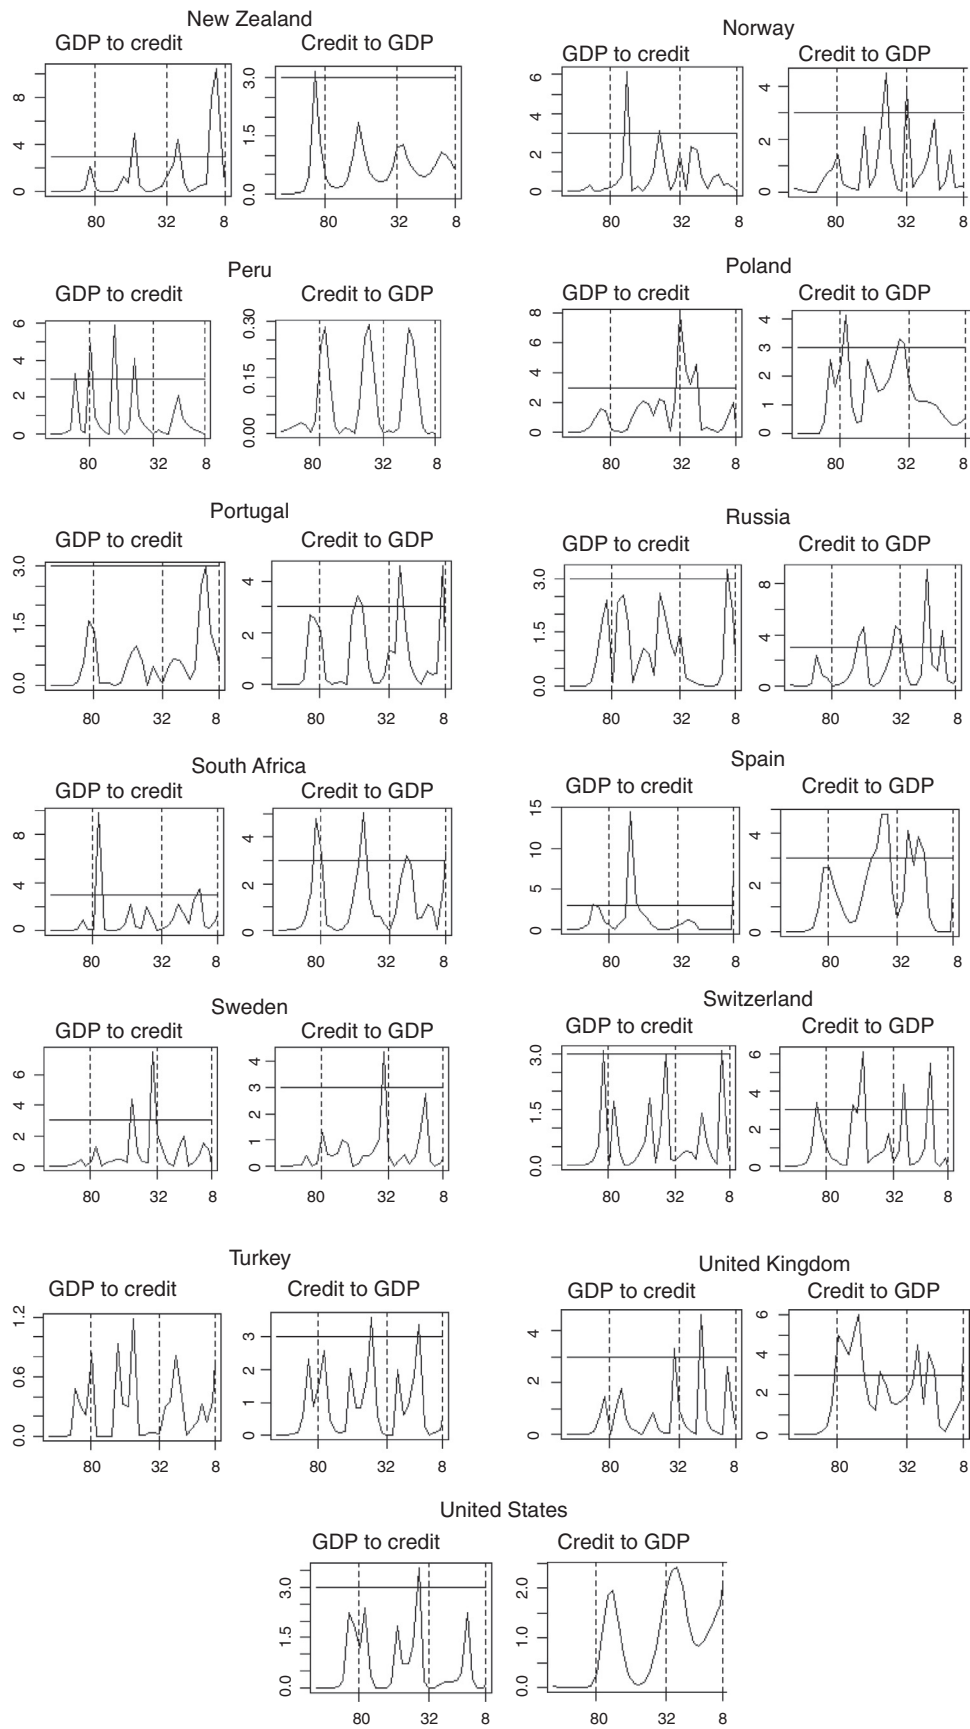 New Zealand
GDP to credit
Credit to GDP
0 4 8
80 32 8
0.0 1.5 3.0
80 32 8
Norway
GDP to credit
Credit to GDP
0 2 4 6
80 32 8
0 2 4
80 32 8
Peru
GDP to credit
Credit to GDP
0 2 4 6
80 32 8
0.00 0.15 0.30
80 32 8
Poland
GDP to credit
Credit to GDP
0 2 4 6 8
80 32 8
0 1 2 3 4
80 32 8
Portugal
GDP to credit
Credit to GDP
0.0 1.5 3.0
80 32 8
0 2 4
80 32 8
Russia
GDP to credit
Credit to GDP
0.0 1.5 3.0
80 32 8
0 4 8
80 32 8
South Africa
GDP to credit
Credit to GDP
0 4 8
80 32 8
0 2 4
80 32 8
Spain
GDP to credit
Credit to GDP
0 5 10 15
80 32 8
0 2 4
80 32 8
Sweden
GDP to credit
Credit to GDP
0 2 4 6
80 32 8
0 1 2 3 4
80 32 8
Switzerland
GDP to credit
Credit to GDP
0.0 1.5 3.0
80 32 8
0 2 4 6
80 32 8
Turkey
GDP to credit
Credit to GDP
0.0 0.6 1.2
80 32 8
0 1 2 3
80 32 8
United Kingdom
GDP to credit
Credit to GDP
0 2 4
80 32 8
0 2 4 6
80 32 8
United States
GDP to credit
Credit to GDP
0.0 1.5 3.0
80 32 8
0.0 1.0 2.0
80 32 8